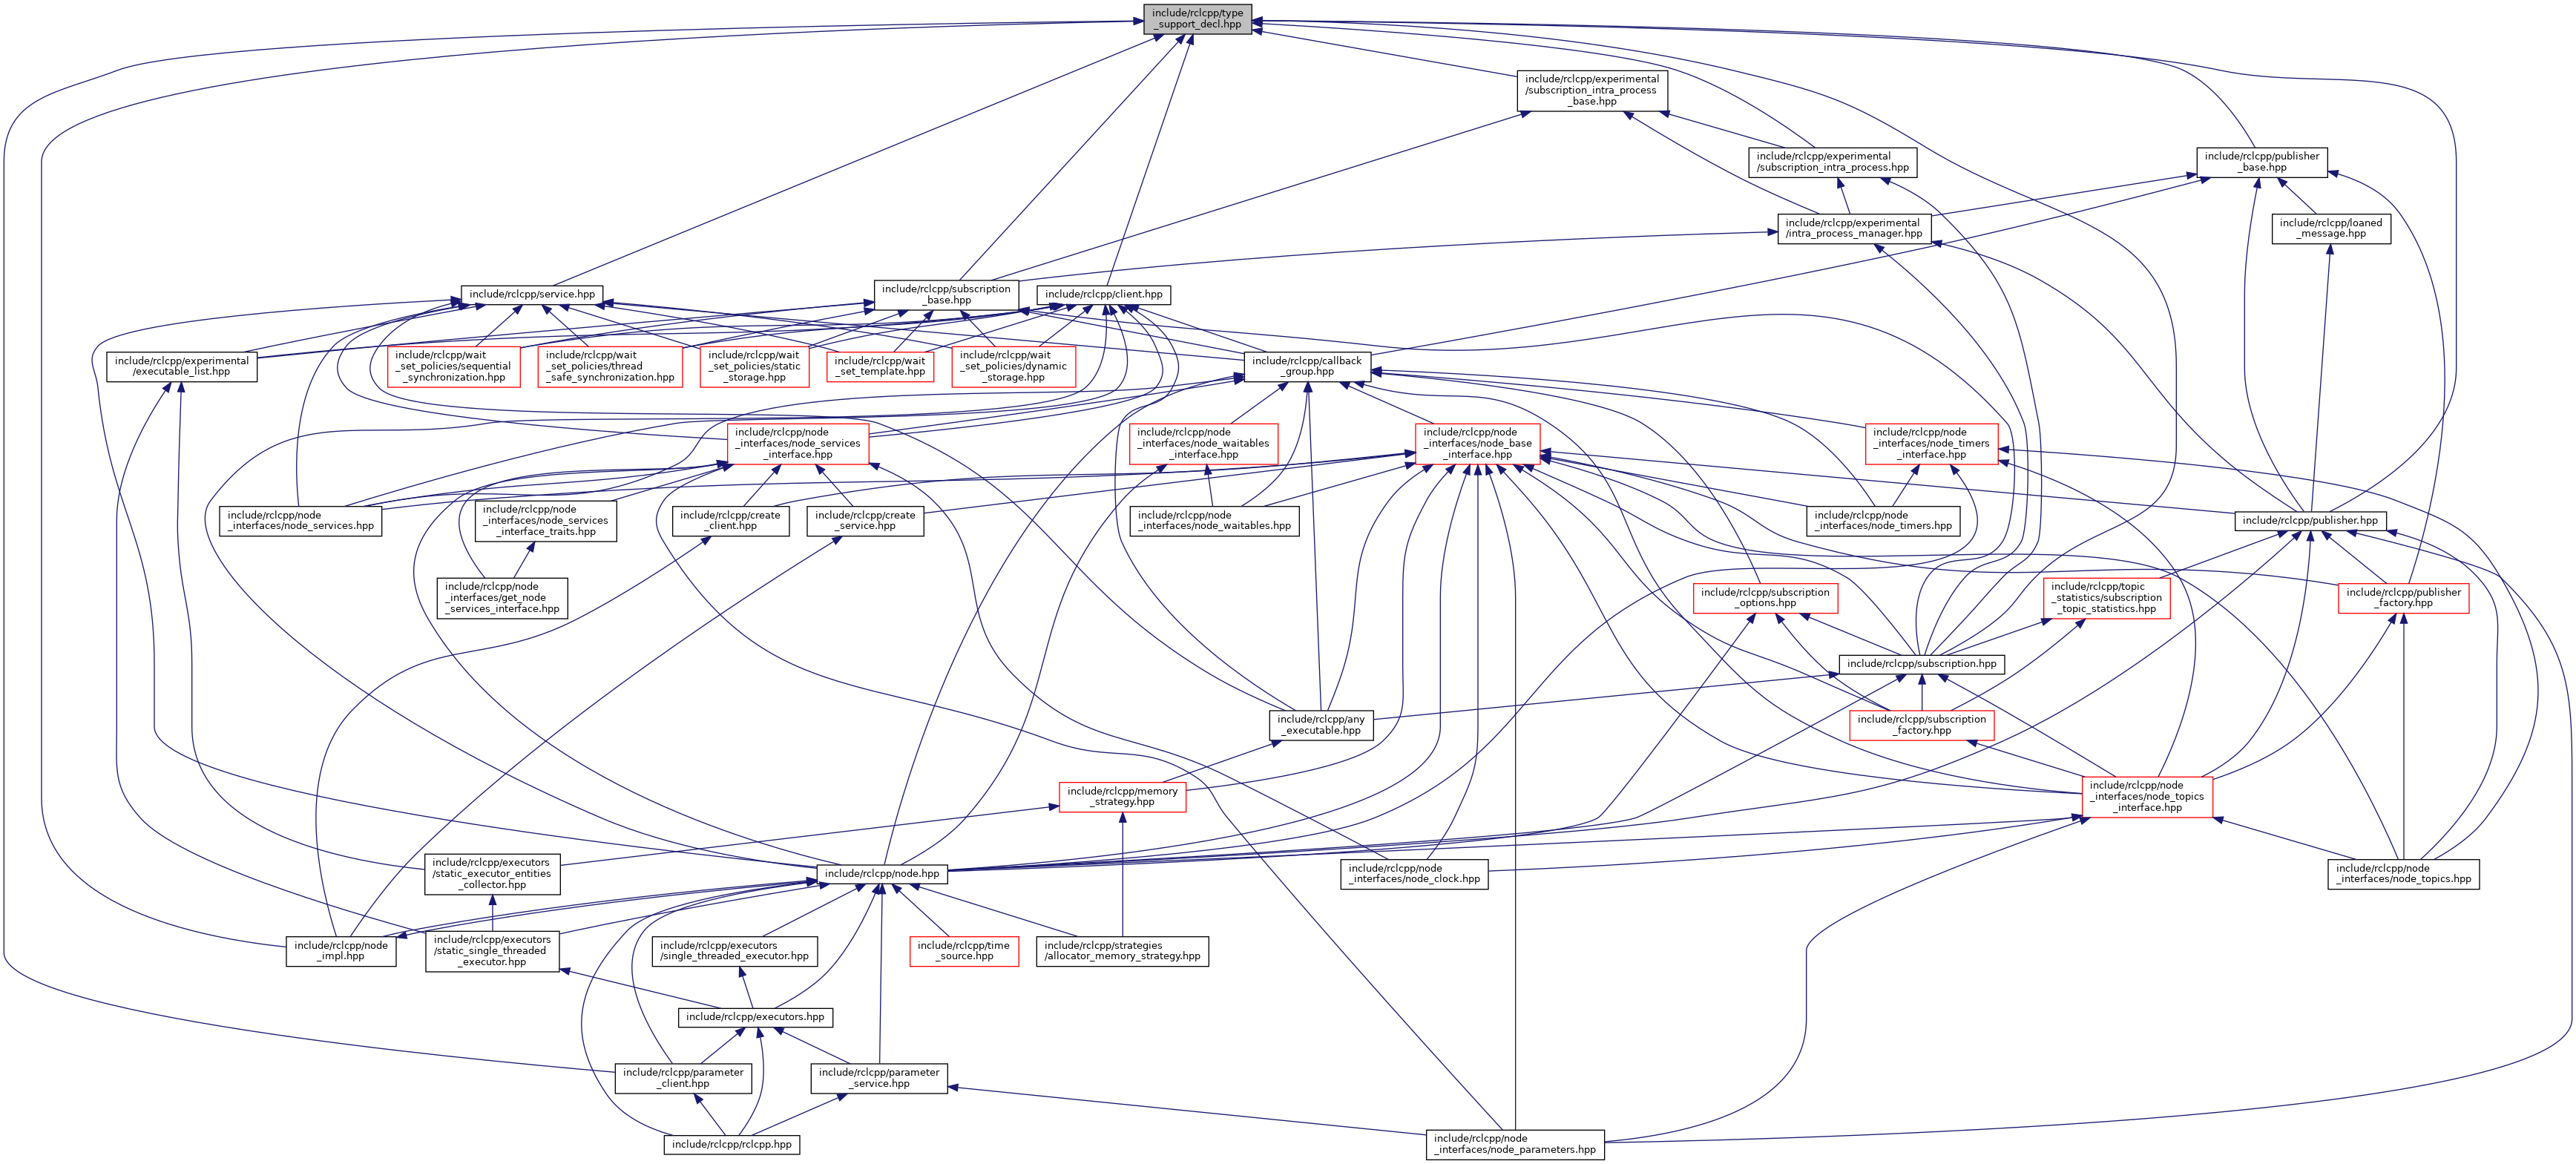 include/rclcpp/type
_support_decl.hpp
include/rclcpp/experimental
/subscription_intra_process
_base.hpp
include/rclcpp/experimental
/subscription_intra_process.hpp
include/rclcpp/publisher
_base.hpp
include/rclcpp/experimental
/intra_process_manager.hpp
include/rclcpp/loaned
_message.hpp
include/rclcpp/service.hpp
include/rclcpp/subscription
_base.hpp
include/rclcpp/client.hpp
include/rclcpp/experimental
/executable_list.hpp
include/rclcpp/wait
_set_policies/sequential
_synchronization.hpp
include/rclcpp/wait
_set_policies/thread
_safe_synchronization.hpp
include/rclcpp/wait
_set_policies/static
_storage.hpp
include/rclcpp/wait
_set_template.hpp
include/rclcpp/wait
_set_policies/dynamic
_storage.hpp
include/rclcpp/callback
_group.hpp
include/rclcpp/node
_interfaces/node_services
_interface.hpp
include/rclcpp/node
_interfaces/node_waitables
_interface.hpp
include/rclcpp/node
_interfaces/node_base
_interface.hpp
include/rclcpp/node
_interfaces/node_timers
_interface.hpp
include/rclcpp/node
_interfaces/node_services.hpp
include/rclcpp/node
_interfaces/node_services
_interface_traits.hpp
include/rclcpp/create
_client.hpp
include/rclcpp/create
_service.hpp
include/rclcpp/node
_interfaces/node_waitables.hpp
include/rclcpp/node
_interfaces/node_timers.hpp
include/rclcpp/publisher.hpp
include/rclcpp/node
_interfaces/get_node
_services_interface.hpp
include/rclcpp/subscription
_options.hpp
include/rclcpp/topic
_statistics/subscription
_topic_statistics.hpp
include/rclcpp/publisher
_factory.hpp
include/rclcpp/subscription.hpp
include/rclcpp/any
_executable.hpp
include/rclcpp/subscription
_factory.hpp
include/rclcpp/memory
_strategy.hpp
include/rclcpp/node
_interfaces/node_topics
_interface.hpp
include/rclcpp/executors
/static_executor_entities
_collector.hpp
include/rclcpp/node.hpp
include/rclcpp/node
_interfaces/node_clock.hpp
include/rclcpp/node
_interfaces/node_topics.hpp
include/rclcpp/node
_impl.hpp
include/rclcpp/executors
/static_single_threaded
_executor.hpp
include/rclcpp/executors
/single_threaded_executor.hpp
include/rclcpp/time
_source.hpp
include/rclcpp/strategies
/allocator_memory_strategy.hpp
include/rclcpp/executors.hpp
include/rclcpp/parameter
_client.hpp
include/rclcpp/parameter
_service.hpp
include/rclcpp/rclcpp.hpp
include/rclcpp/node
_interfaces/node_parameters.hpp